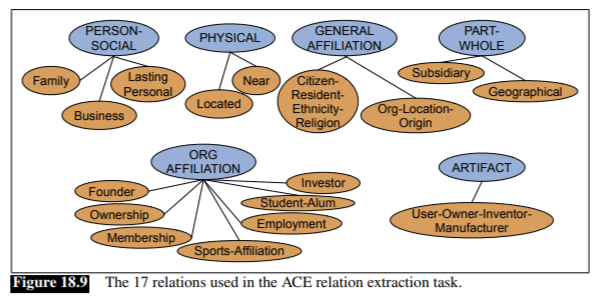 PERSON-
SOCIAL
PHYSICAL
GENERAL
AFFILIATION
PART-
WHOLE
Family
Lasting
Personal
Business
Near
Located
Citizen-
Resident-
Ethnicity-
Religion
Org-Location-
Origin
Subsidiary
Geographical
ORG
AFFILIATION
ARTIFACT
Founder
Ownership
Membership
Sports-Affiliation
Investor
Student-Alum
Employment
User-Owner-Inventor-
Manufacturer
Figure 18.9 The 17 relations used in the ACE relation extraction task.